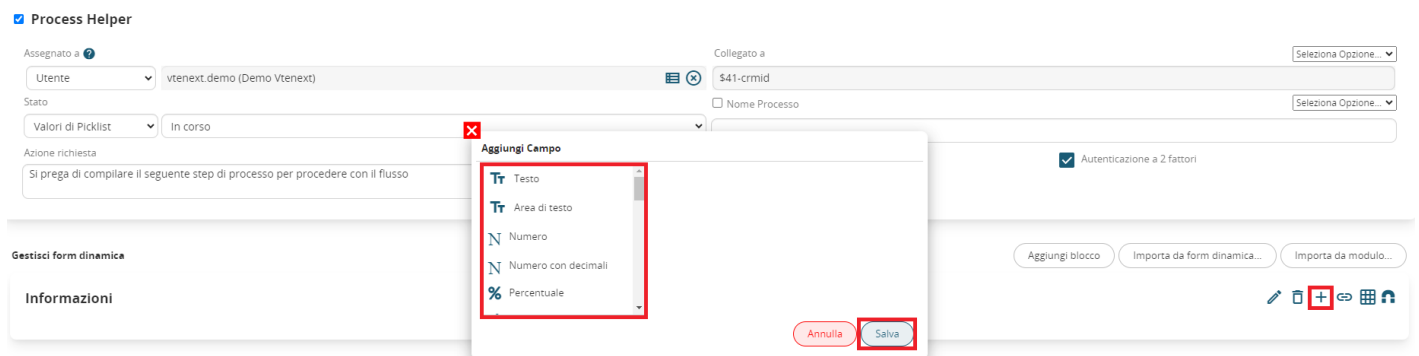 Process Helper
Assegnato a ?
Collegato a
Seleziona Opzione...
Utente
vtenext.demo (Demo Vtenext)
$41-crmid
Stato
Nome Processo
Seleziona Opzione...
Valori di Picklist
In corso
Azione richiesta
Si prega di compilare il seguente step di processo per procedere con il flusso
Autenticazione a 2 fattori
Aggiungi Campo
Testo
Area di testo
Numero
Numero con decimali
Percentuale
Annulla
Salva
Gestisci form dinamica
Aggiungi blocco
Importa da form dinamica...
Importa da modulo...
Informazioni